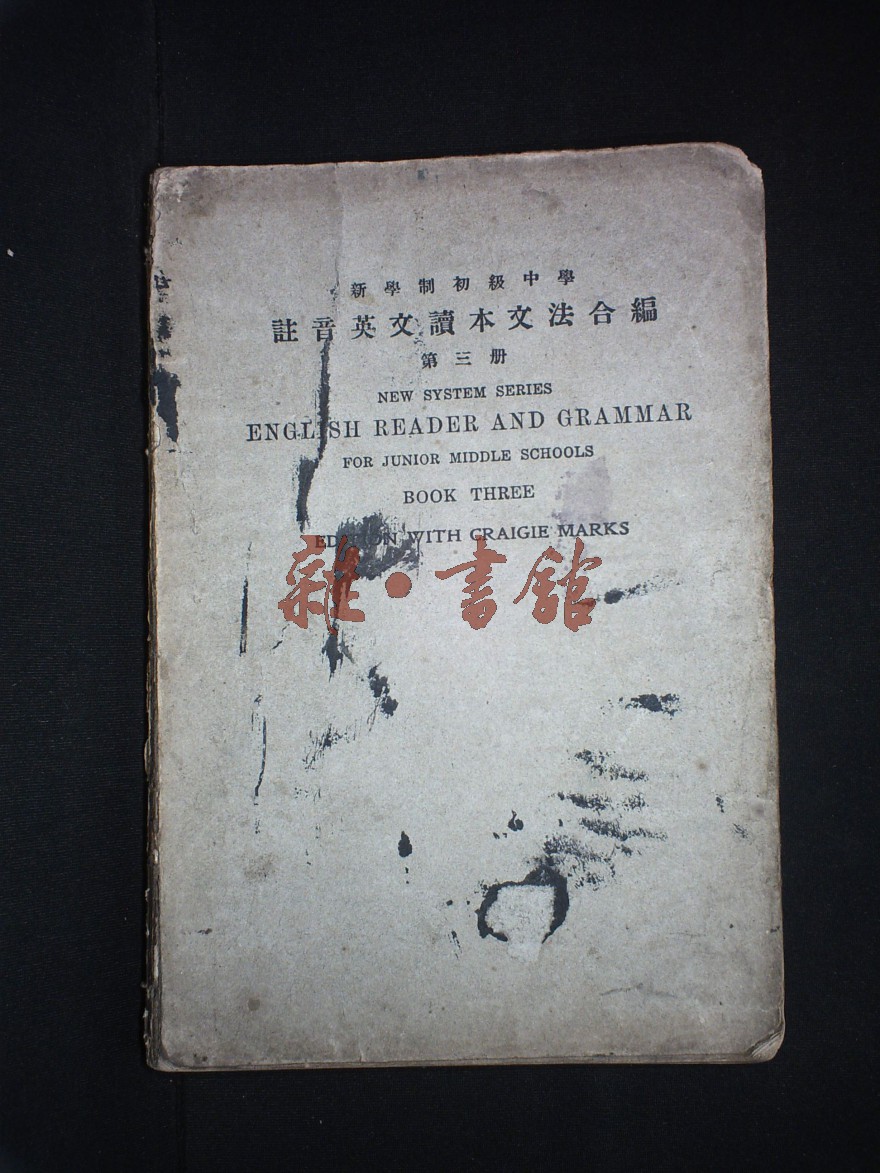 新學制初級中學
註音英文讀本文法合編
第三册
NEW SYSTEM SERIES
ENGLISH READER AND GRAMMAR
FOR JUNIOR MIDDLE SCHOOLS
BOOK THREE
EDITION WITH CRAIGIE MARKS
雜·書館